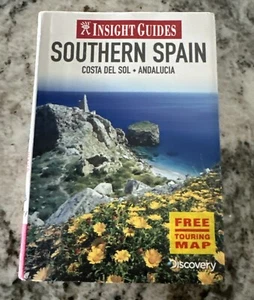 INSIGHT GUIDES
SOUTHERN SPAIN
COSTA DEL SOL • ANDALUCIA
FREE
TOURING
MAP
Discovery